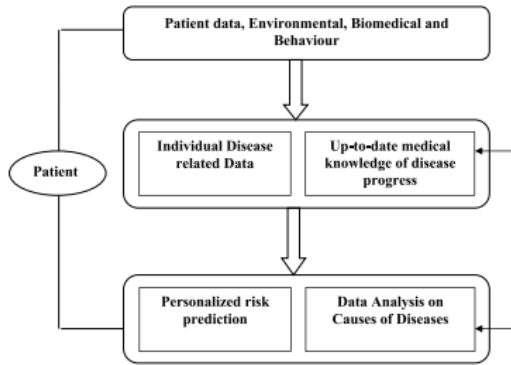 Patient data, Environmental, Biomedical and
Behaviour
Individual Disease
related Data
Up-to-date medical
knowledge of disease
progress
Patient
Personalized risk
prediction
Data Analysis on
Causes of Diseases